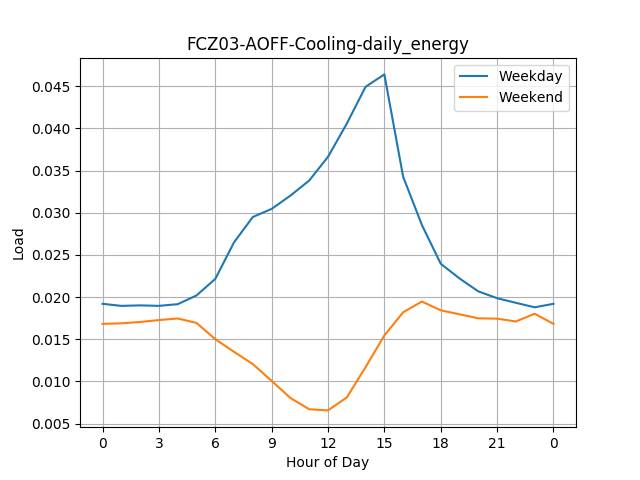 FCZ03-AOFF-Cooling-daily_energy
Weekday
Weekend
0.045
0.040
0.035
0.030
0.025
0.020
0.015
0.010
0.005
Load
0 3 6 9 12 15 18 21 0
Hour of Day